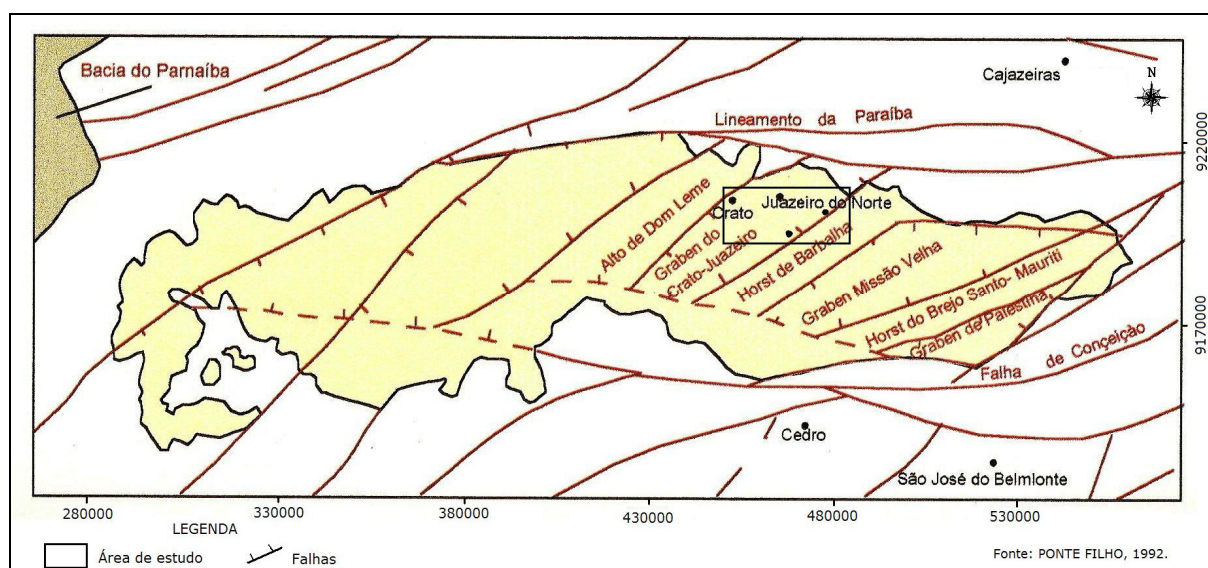 Bacia do Parnaíba
Cajazeiras
N
Lineamento da Paraíba
9220000
Alto de Dom Leme
Crato
Juazeiro do Norte
Graben do
Crato-Juazeiro
Horst de Barbalha
Graben Missão Velha
Horst do Brejo Santo- Mauriti
Graben de Palestina
9170000
Falha de Conçeição
Cedro
São José do Belmionte
280000 330000 380000 430000 480000 530000
LEGENDA
Área de estudo
Falhas
Fonte: PONTE FILHO, 1992.